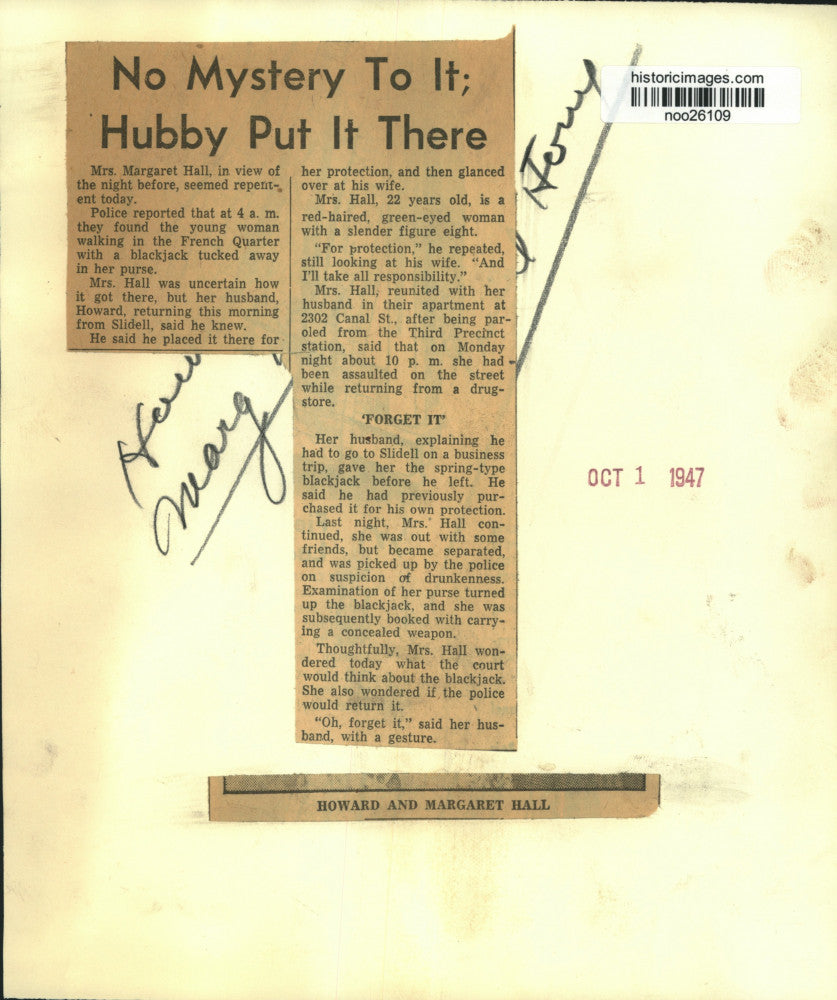 No Mystery To It;
Hubby Put It There
Mrs. Margaret Hall, in view of
the night before, seemed repent-
ent today.
Police reported that at 4 a. m.
they found the young woman
walking in the French Quarter
with a blackjack tucked away
in her purse.
Mrs. Hall was uncertain how
it got there, but her husband,
Howard, returning this morning
from Slidell, said he knew.
He said he placed it there for
her protection, and then glanced
over at his wife.
Mrs. Hall, 22 years old, is a
red-haired, green-eyed woman
with a slender figure eight.
"For protection," he repeated,
still looking at his wife. "And
I'll take all responsibility."
Mrs. Hall, reunited with her
husband in their apartment at
2302 Canal St., after being par-
oled from the Third Precinct
station, said that on Monday
night about 10 p. m. she had
been assaulted on the street
while returning from a drug-
store.
'FORGET IT'
Her husband, explaining he
had to go to Slidell on a business
trip, gave her the spring-type
blackjack before he left. He
said he had previously pur-
chased it for his own protection.
Last night, Mrs. Hall con-
tinued, she was out with some
friends, but became separated,
and was picked up by the police
on suspicion of drunkenness.
Examination of her purse turned
up the blackjack, and she was
subsequently booked with carry-
ing a concealed weapon.
Thoughtfully, Mrs. Hall won-
dered today what the court
would think about the blackjack.
She also wondered if the police
would return it.
"Oh, forget it," said her hus-
band, with a gesture.
HOWARD AND MARGARET HALL
historicimages.com
noo26109
Marg
OCT 1 1947